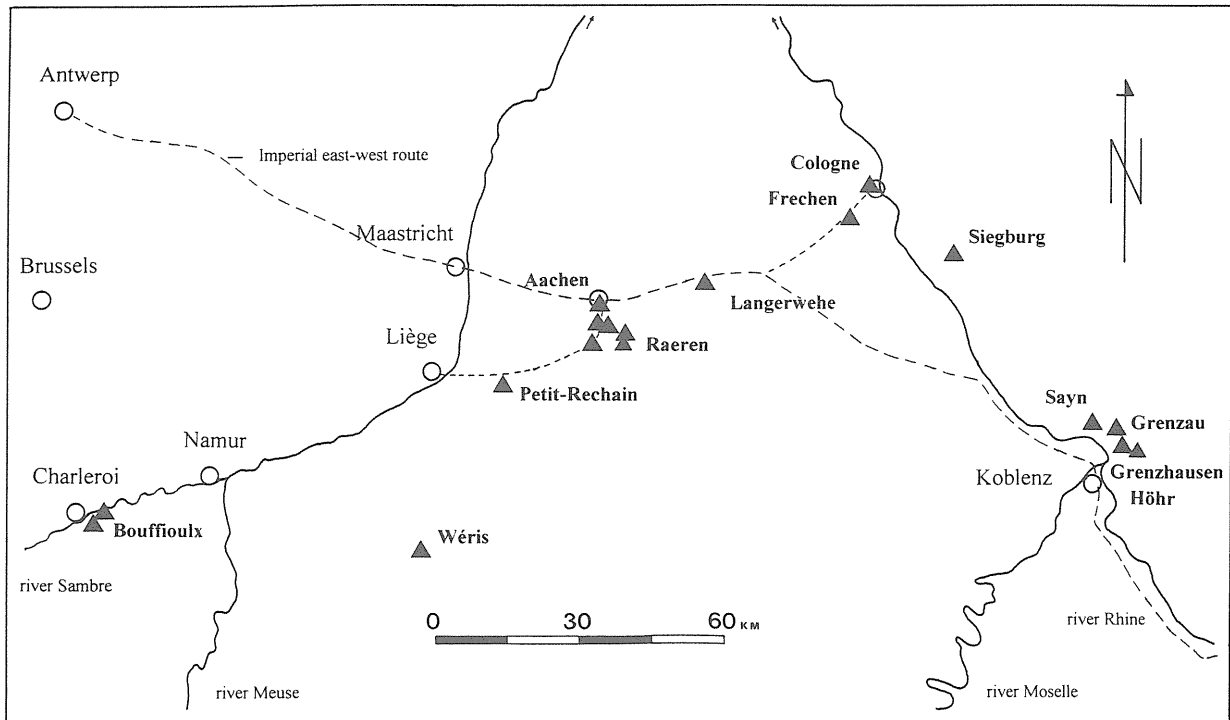 Antwerp
Imperial east-west route
Cologne
Frechen
Siegburg
Maastricht
Brussels
Aachen
Langerwehe
Liège
Raeren
Petit-Rechain
Sayn
Grenzau
Namur
Grenzhausen
Koblenz
Höhr
Charleroi
Bouffioulx
Wéris
river Sambre
0 30 60 KM
river Rhine
river Meuse
river Moselle
N